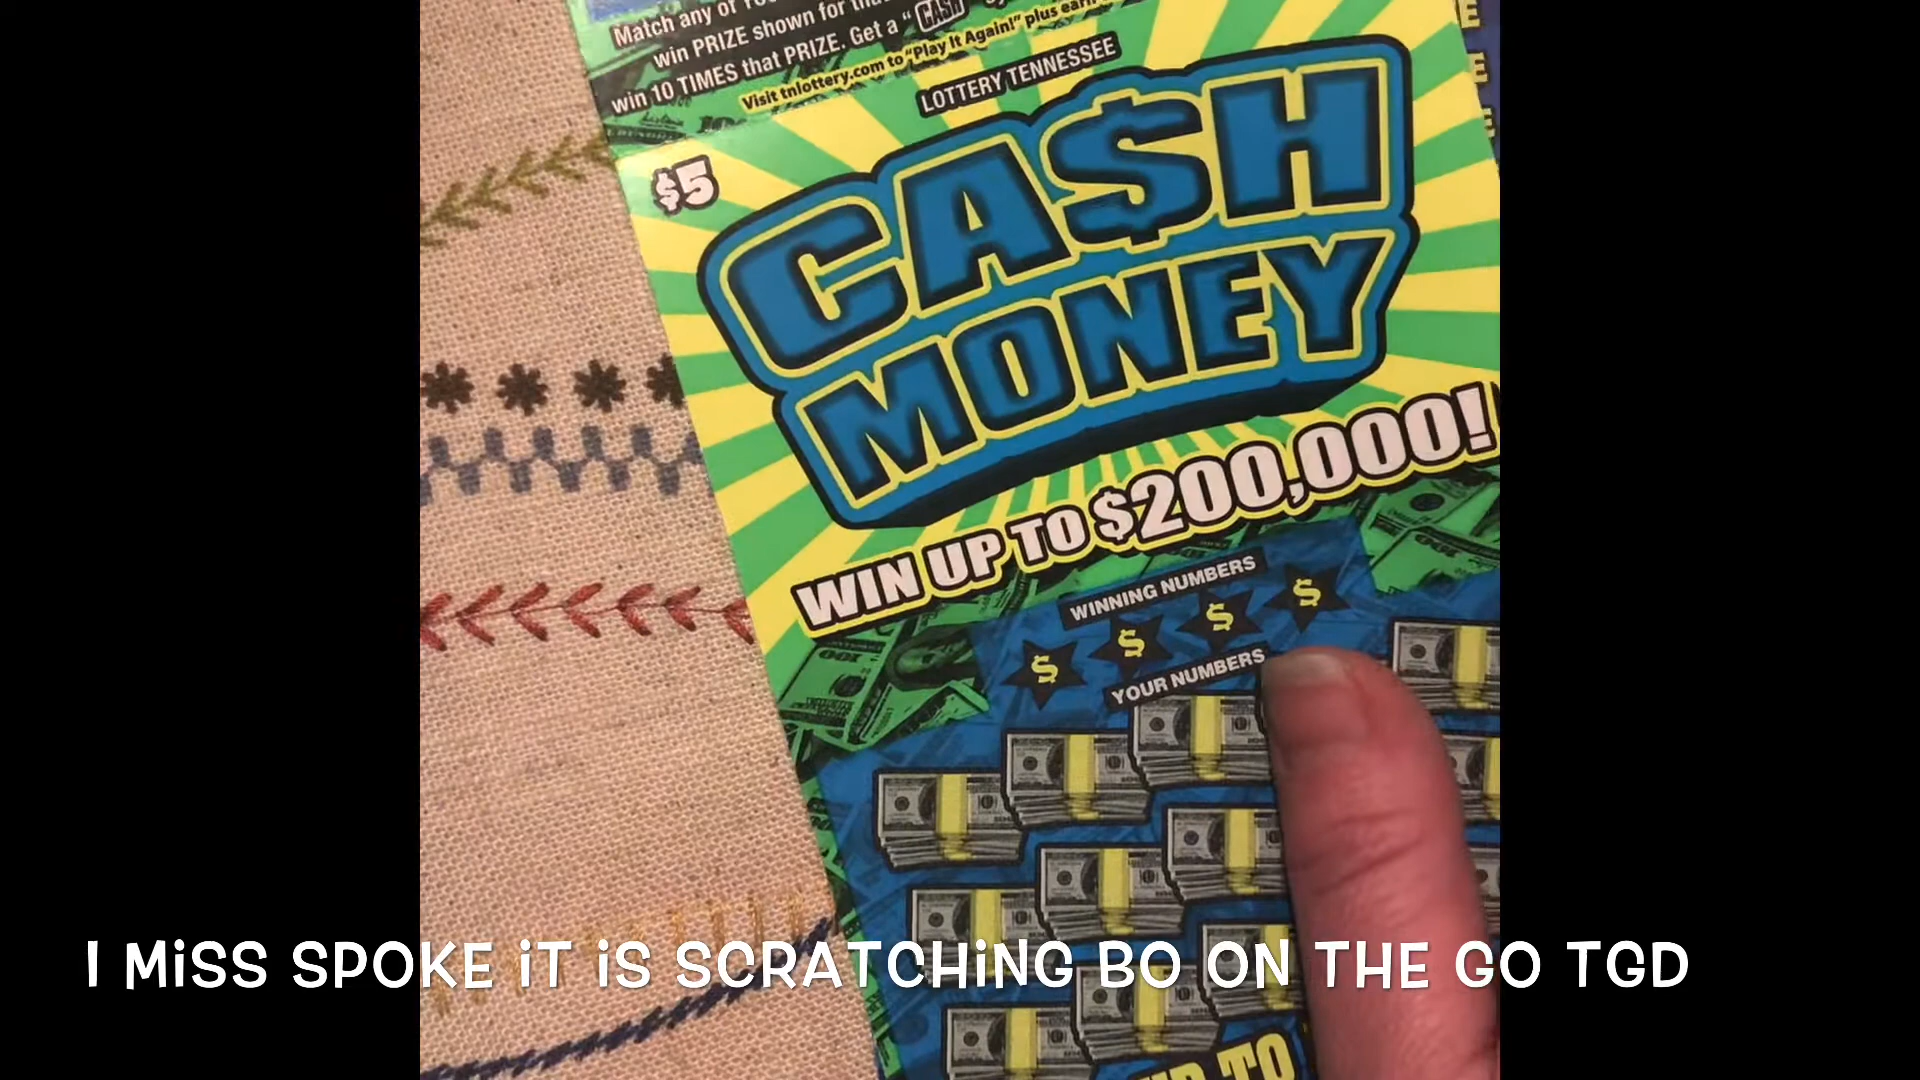 Match any of
win PRIZE shown for
win 10 TIMES that PRIZE. Get a "CASH"
Visit tnlottery.com to "Play It Again!" plus earn
LOTTERY TENNESSEE
$5
CA$H
MONEY
WIN UP TO $200,000!
WINNING NUMBERS
$ $ $ $
YOUR NUMBERS
TO
I MISS SPOKE IT IS SCRATCHING BO ON THE GO TGD